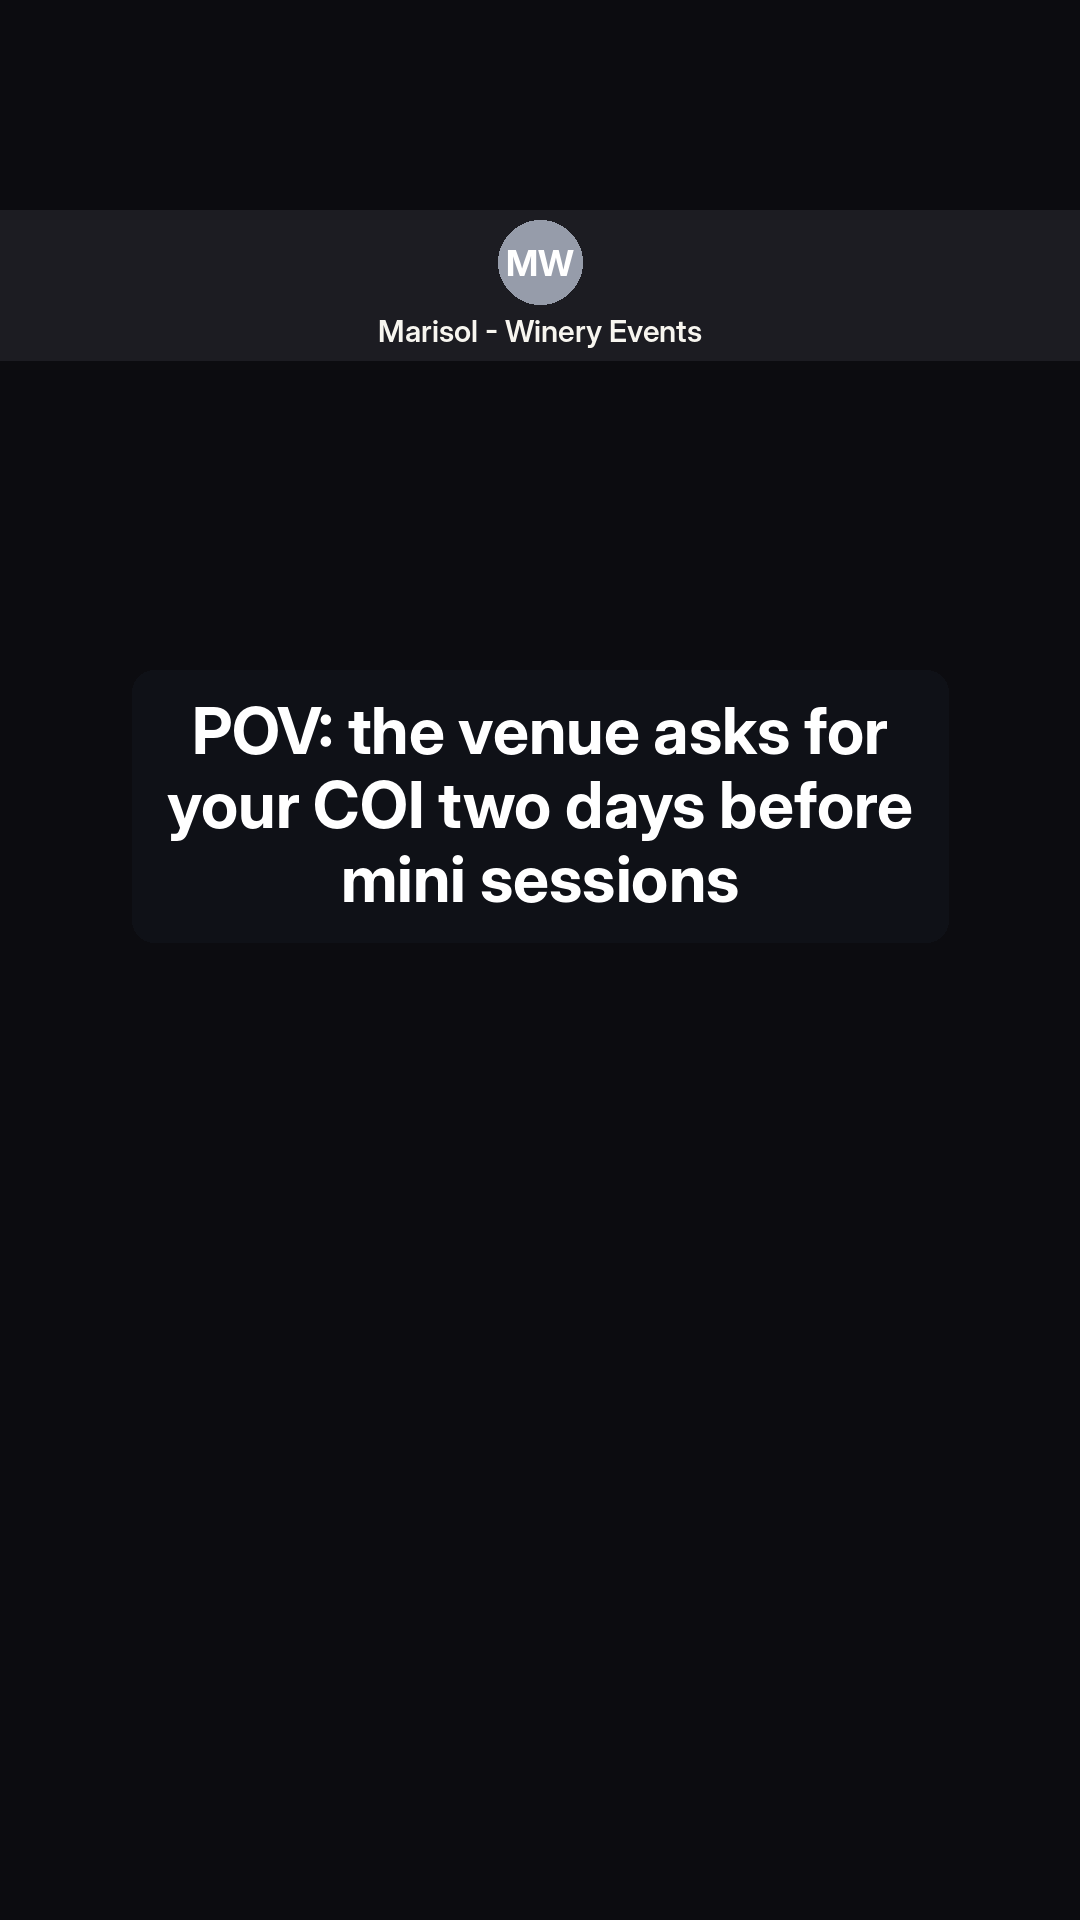 MW
Marisol - Winery Events
POV: the venue asks for
your COI two days before
mini sessions